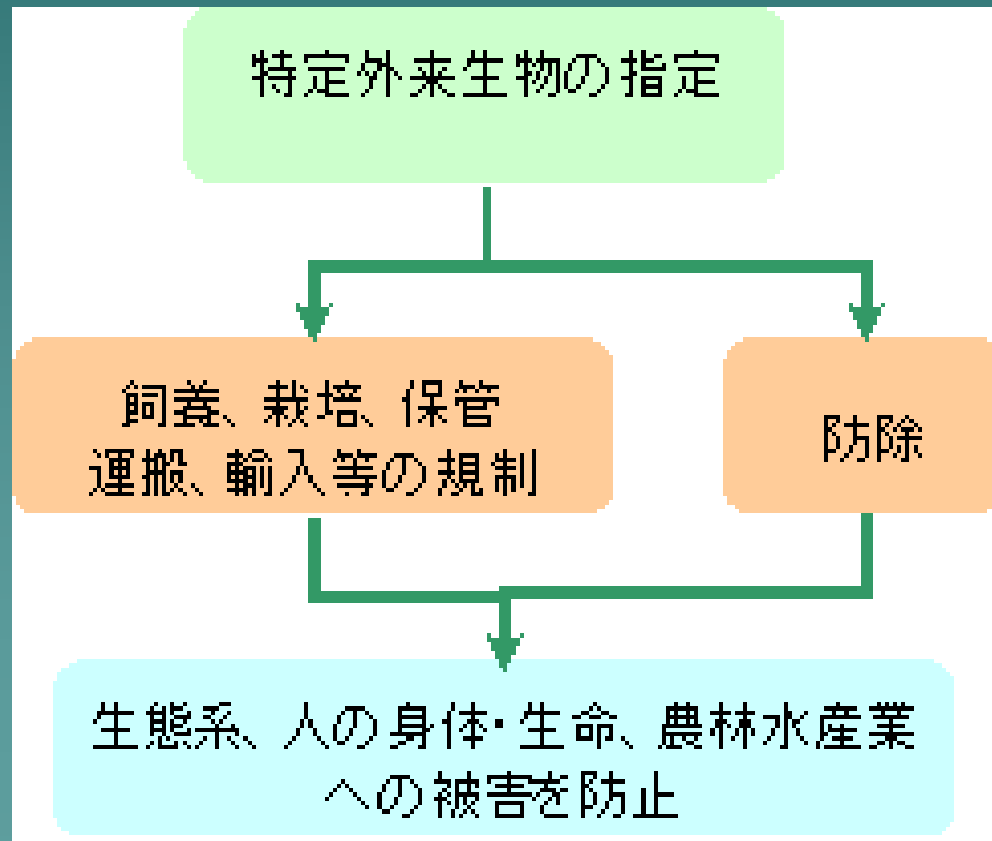 特定外来生物の指定
飼養、栽培、保管
運搬、輸入等の規制
防除
生態系、人の身体・生命、農林水産業
への被害を防止